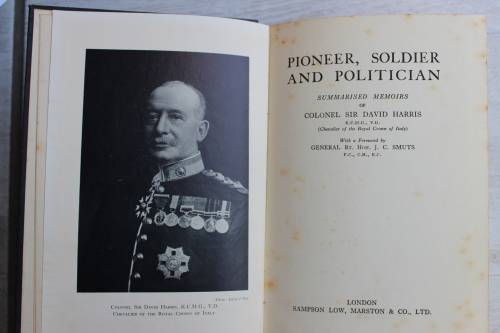 COLONEL SIR DAVID HARRIS, K.C.M.G., V.D.
CHEVALIER OF THE ROYAL CROWN OF ITALY
PIONEER, SOLDIER
AND POLITICIAN
SUMMARISED MEMOIRS
OF
COLONEL SIR DAVID HARRIS
K.C.M.G., V.D.
(Chevalier of the Royal Crown of Italy)
With a Foreword by
GENERAL RT. HON. J. C. SMUTS
P.C., C.H., K.C.
LONDON
SAMPSON LOW, MARSTON & CO., LTD.